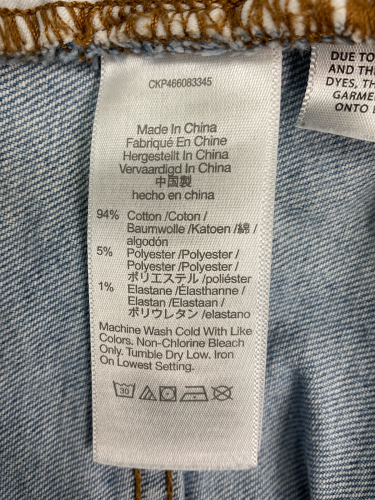 CKP466083345
Made In China
Fabriqué En Chine
Hergestellt In China
Vervaardigd In China
中国製
hecho en china
94% Cotton /Coton /
Baumwolle /Katoen /綿 /
algodón
5% Polyester /Polyester /
Polyester /Polyester /
ポリエステル /poliéster
1% Elastane /Élasthanne /
Elastan /Elastaan /
ポリウレタン /elastano
Machine Wash Cold With Like
Colors. Non-Chlorine Bleach
Only. Tumble Dry Low. Iron
On Lowest Setting.
30
DUE TO
AND THE
DYES, TH
GARME
ONTO